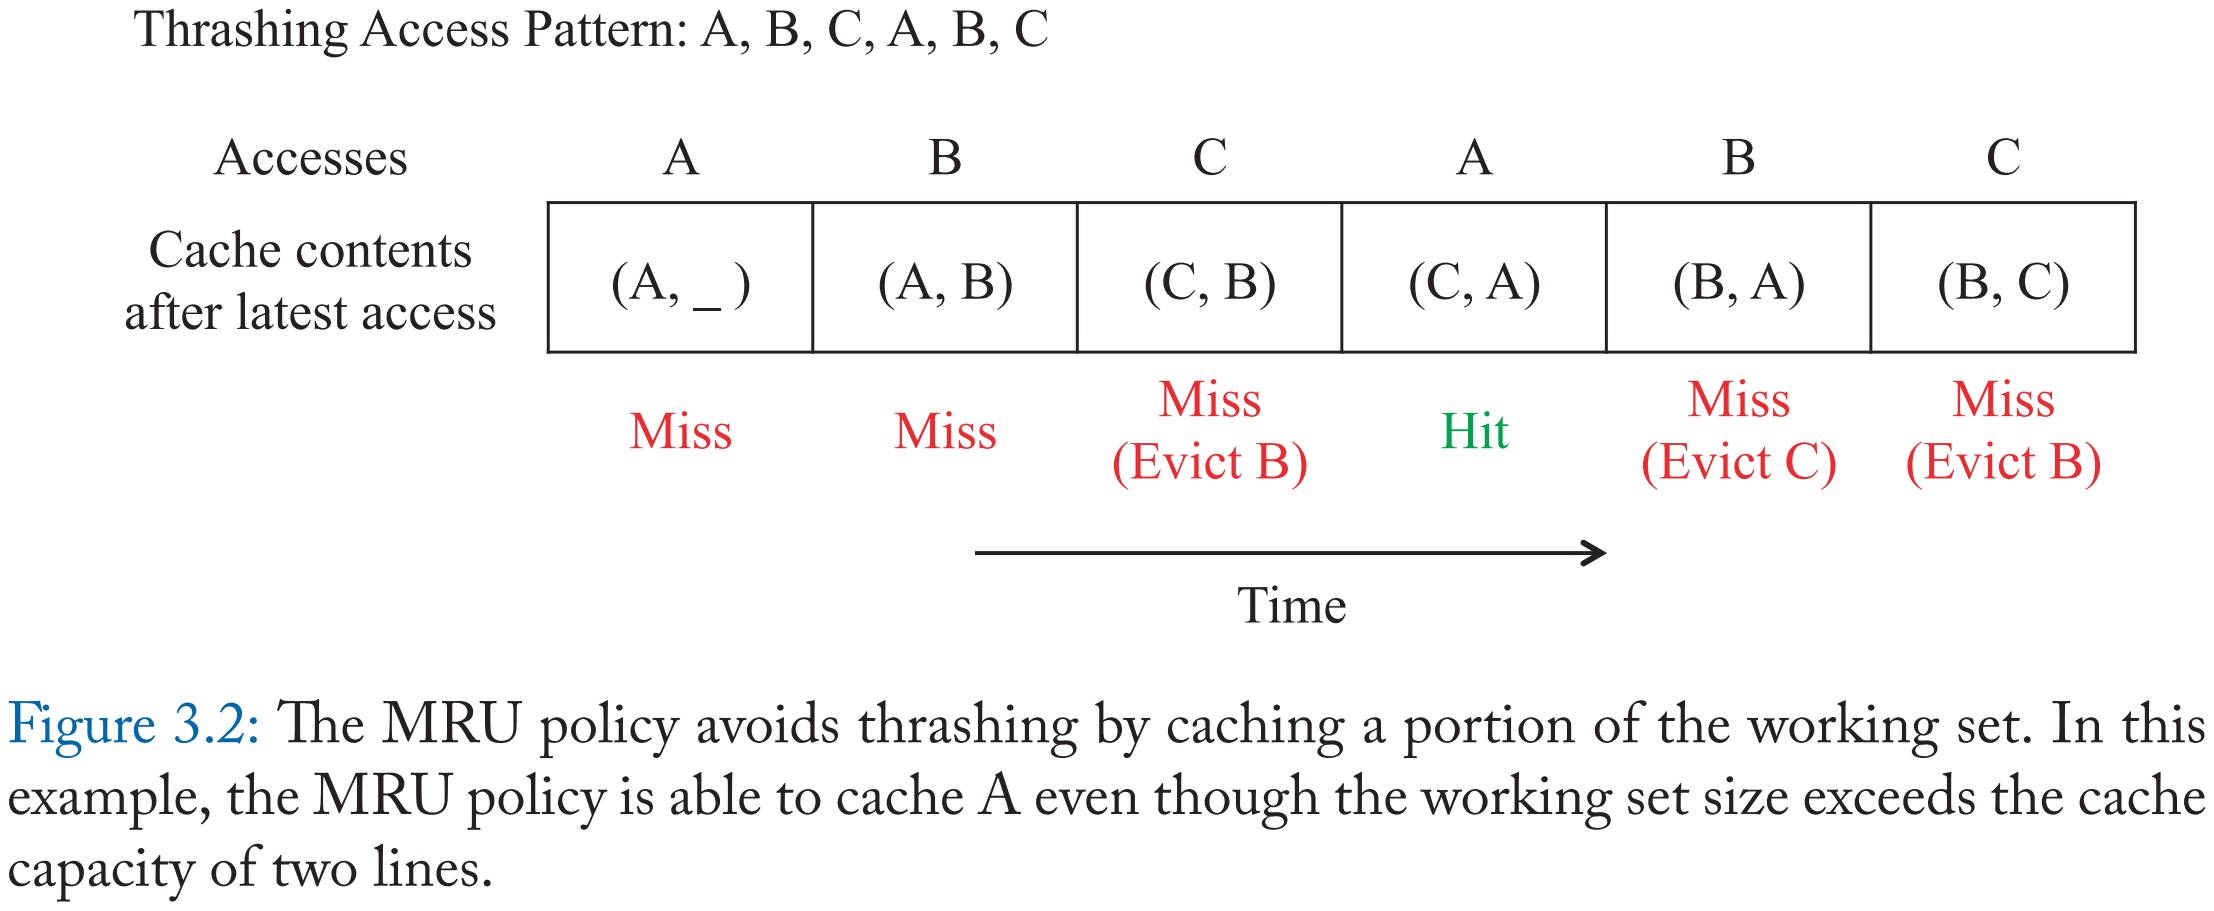 Thrashing Access Pattern: A, B, C, A, B, C
Accesses A B C A B C
Cache contents
after latest access
(A, _ ) (A, B) (C, B) (C, A) (B, A) (B, C)
Miss Miss Miss (Evict B) Hit Miss (Evict C) Miss (Evict B)
Time
Figure 3.2: The MRU policy avoids thrashing by caching a portion of the working set. In this
example, the MRU policy is able to cache A even though the working set size exceeds the cache
capacity of two lines.